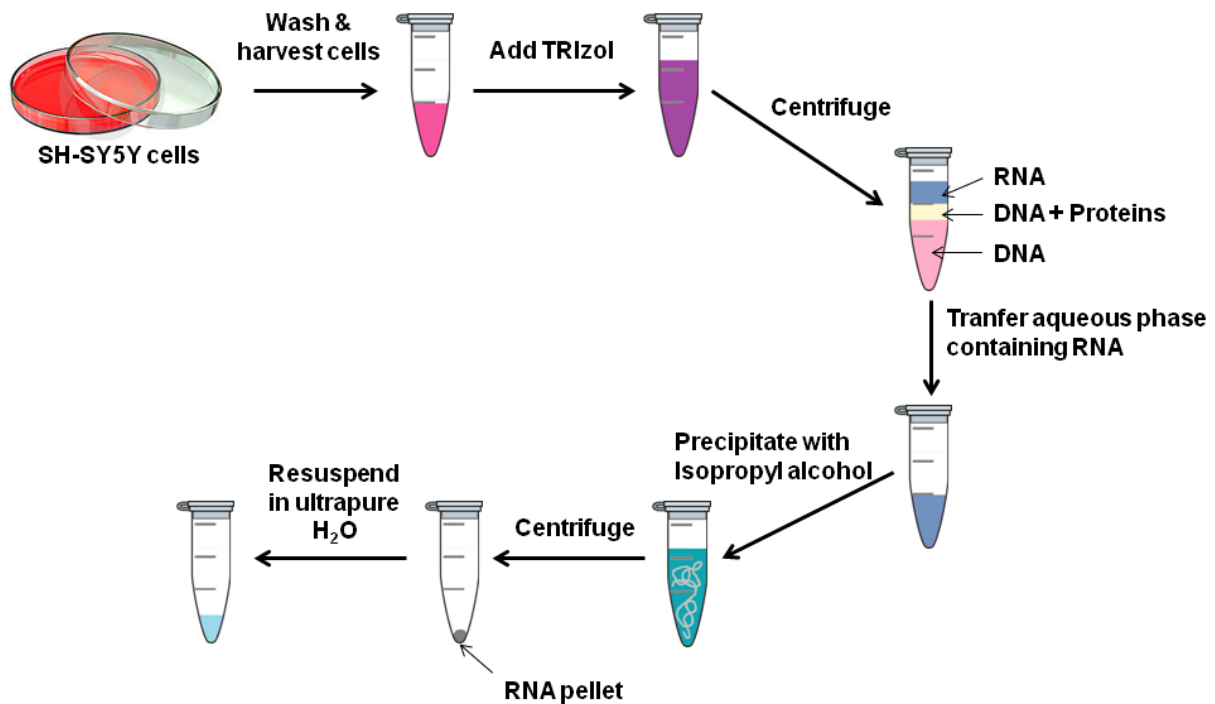 Wash &
harvest cells
SH-SY5Y cells
Add TRIzol
Centrifuge
RNA
DNA + Proteins
DNA
Tranfer aqueous phase
containing RNA
Precipitate with
Isopropyl alcohol
Centrifuge
RNA pellet
Resuspend
in ultrapure
H₂O